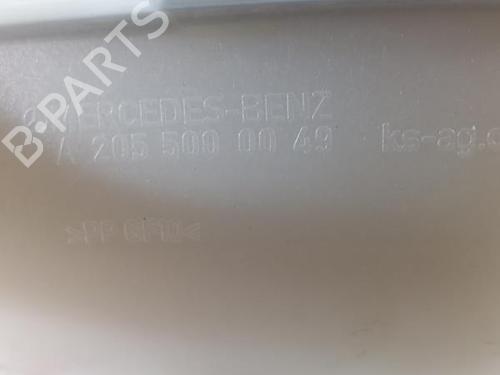 B-PARTS
MERCEDES-BENZ
A 205 500 00 49 ks-ag.
>PP GF10<